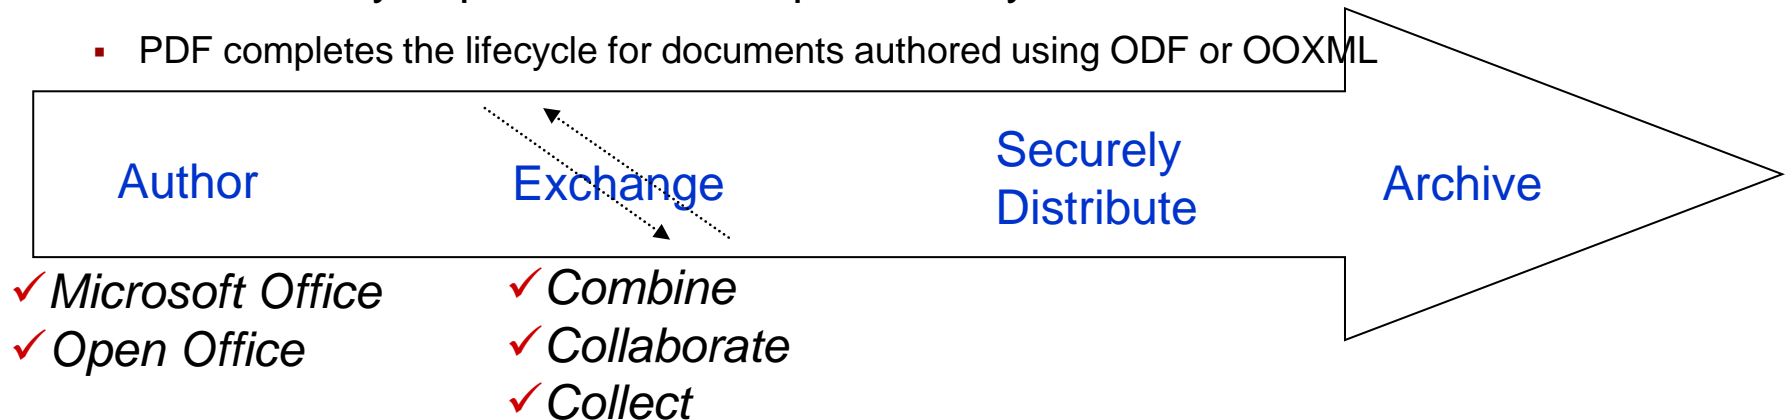 PDF completes the lifecycle for documents authored using ODF or OOXML
Author
Exchange
Securely
Distribute
Archive
Microsoft Office
Open Office
Combine
Collaborate
Collect